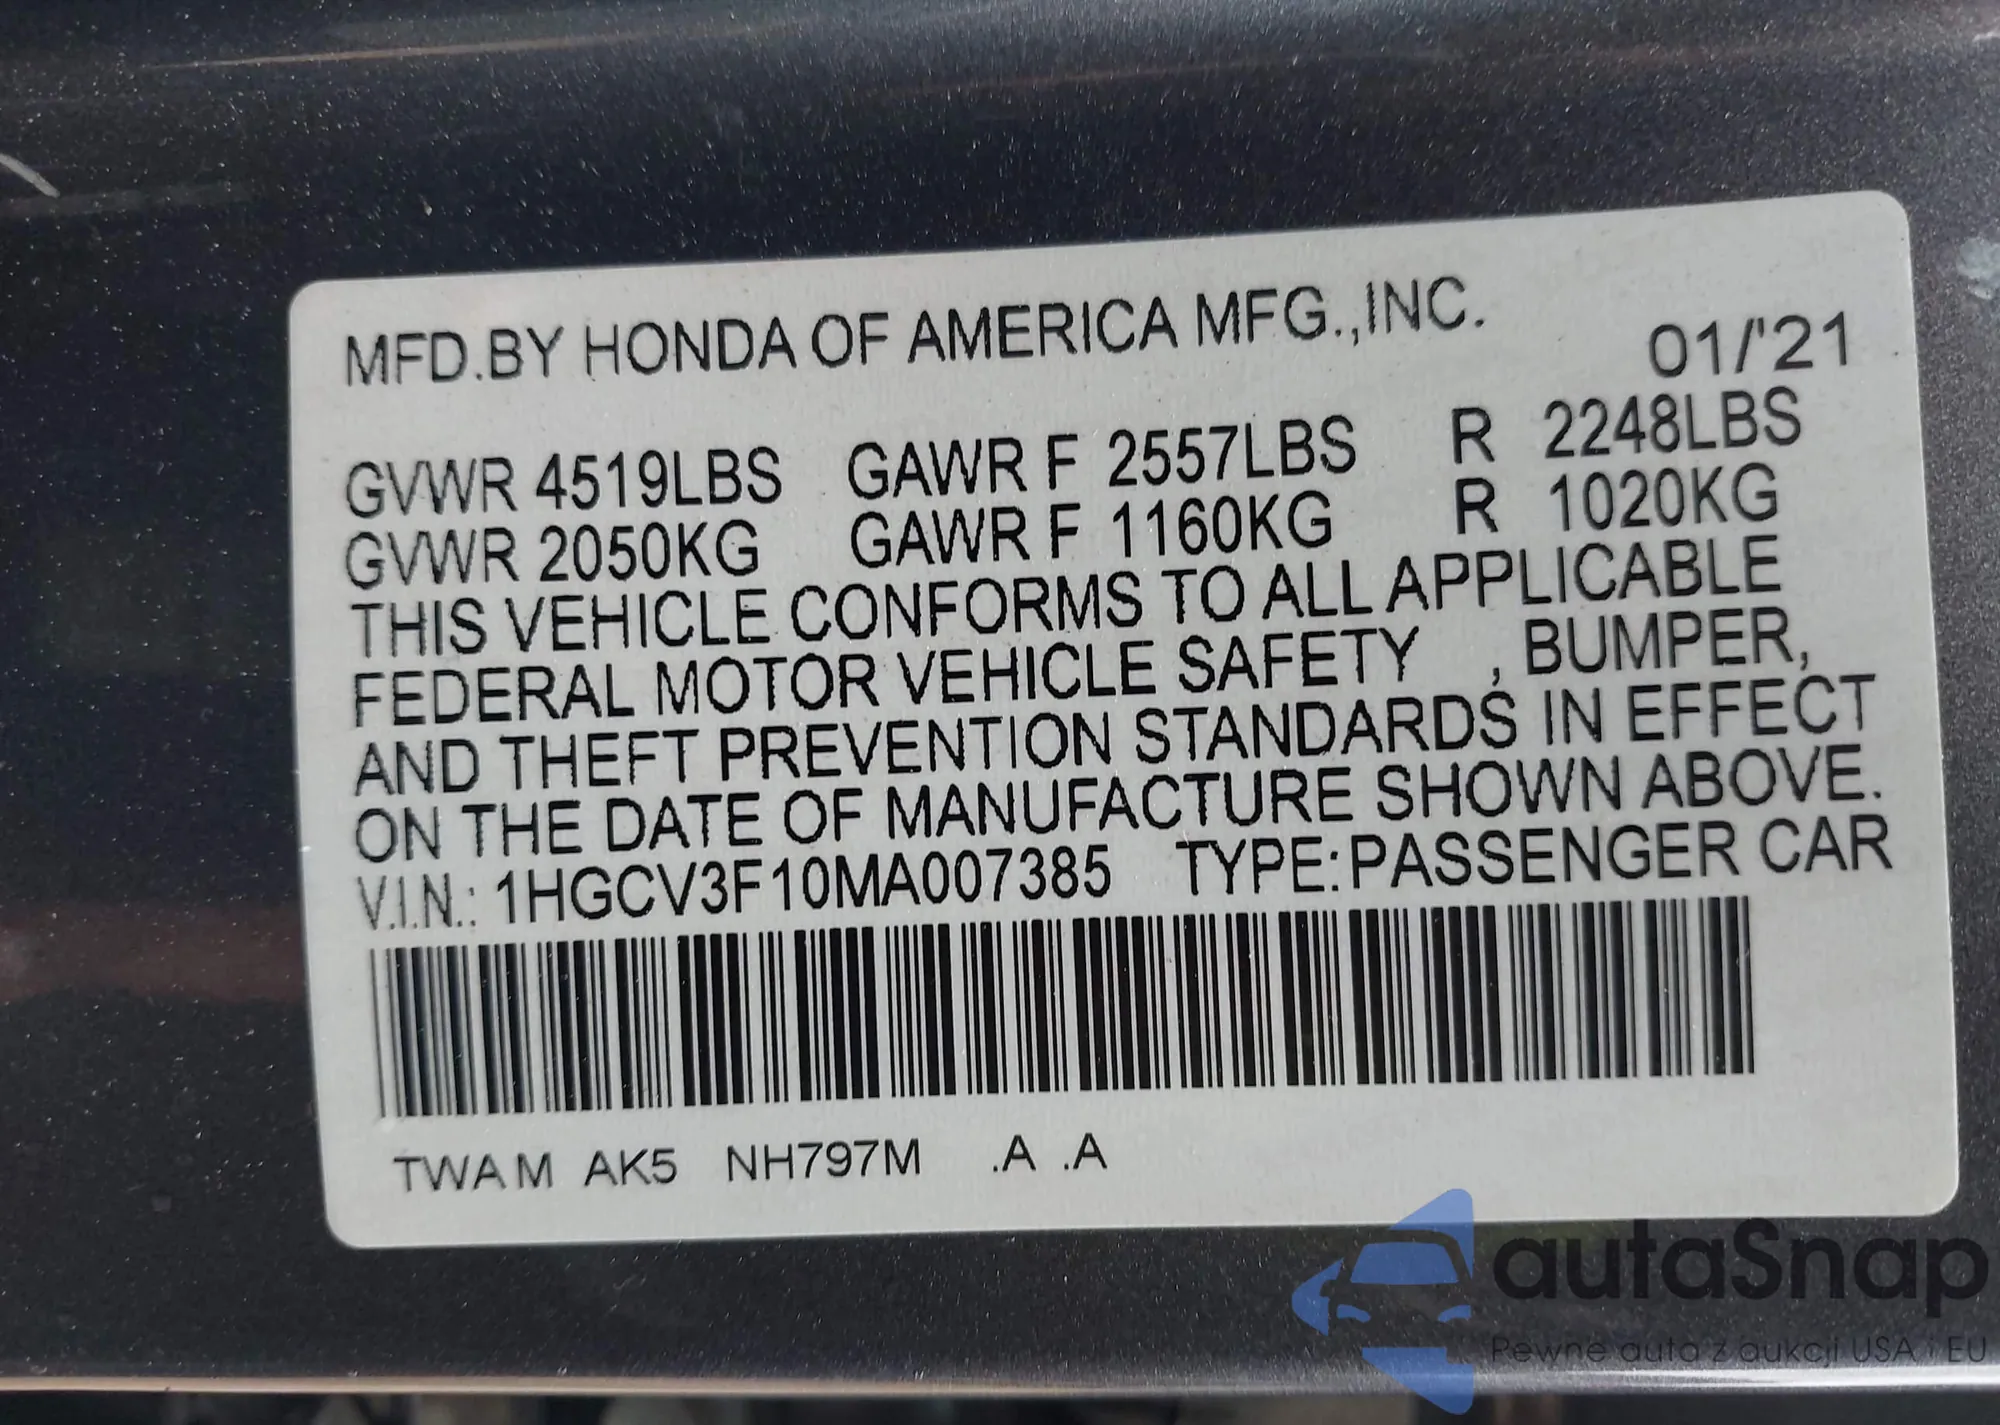 MFD.BY HONDA OF AMERICA MFG.,INC.
01/'21
GVWR 4519LBS GAWR F 2557LBS R 2248LBS
GVWR 2050KG GAWR F 1160KG R 1020KG
THIS VEHICLE CONFORMS TO ALL APPLICABLE
FEDERAL MOTOR VEHICLE SAFETY , BUMPER,
AND THEFT PREVENTION STANDARDS IN EFFECT
ON THE DATE OF MANUFACTURE SHOWN ABOVE.
V.I.N.: 1HGCV3F10MA007385 TYPE:PASSENGER CAR
TWAM AK5 NH797M .A .A
autaSnap
Pewne auta z aukcji USA i EU